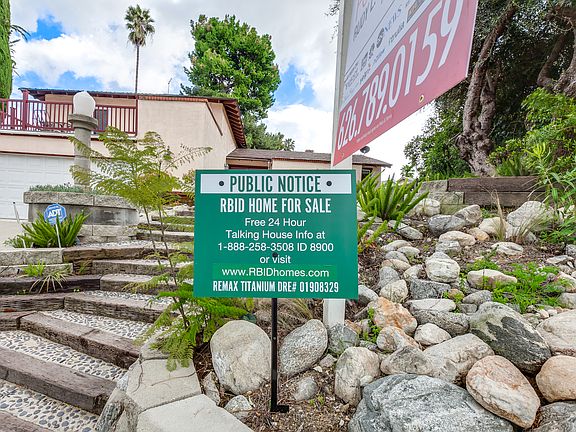 626.789.0159
ADT
• PUBLIC NOTICE •
RBID HOME FOR SALE
Free 24 Hour
Talking House Info at
1-888-258-3508 ID 8900
or visit
www.RBIDhomes.com
REMAX TITANIUM DRE# 01908329